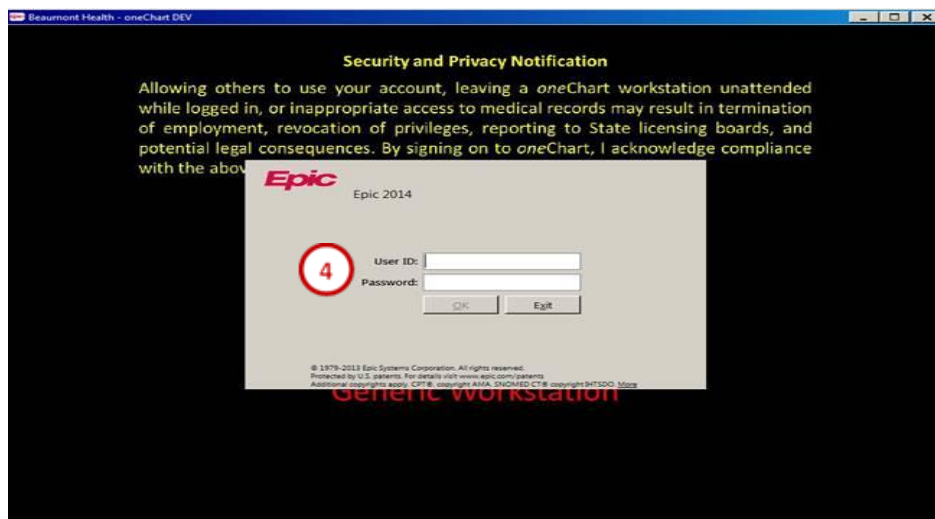 Beaumont Health - oneChart DEV
Security and Privacy Notification
Allowing others to use your account, leaving a oneChart workstation unattended
while logged in, or inappropriate access to medical records may result in termination
of employment, revocation of privileges, reporting to State licensing boards, and
potential legal consequences. By signing on to oneChart, I acknowledge compliance
with the abov
Epic
Epic 2014
4
User ID:
Password:
OK Exit
© 1979-2013 Epic Systems Corporation. All rights reserved.
Protected by U.S. patents. For details visit www.epic.com/patents
Additional copyrights apply. CPT®, copyright AMA. SNOMED CT® copyright IHTSDO. More
Generic Workstation